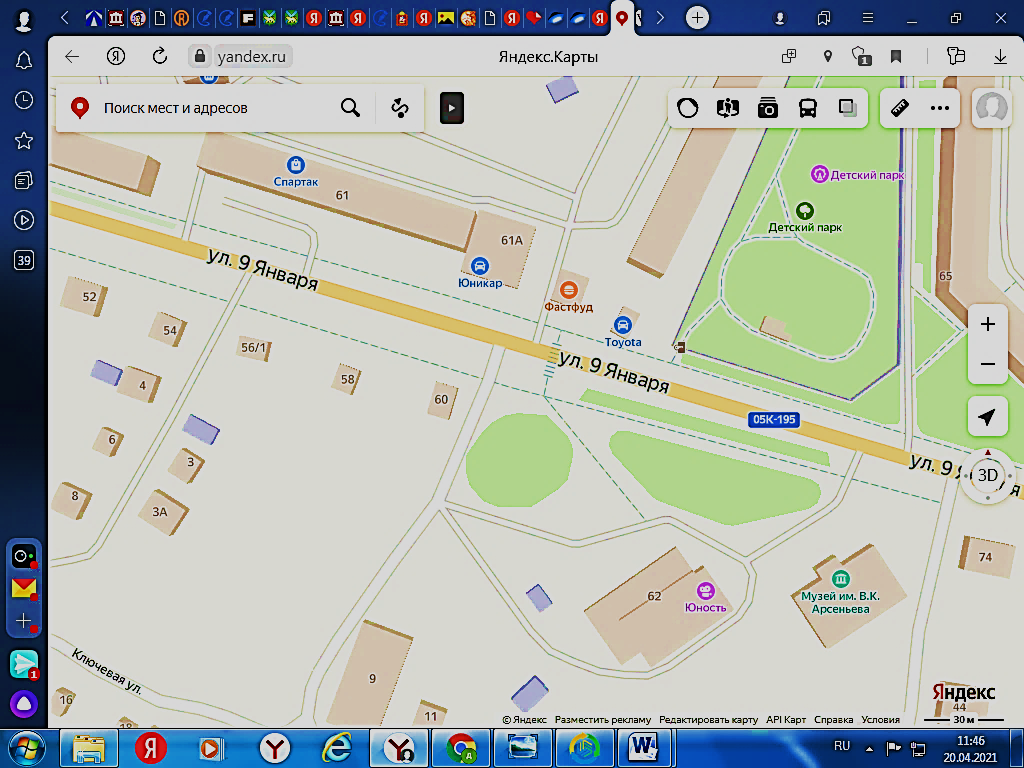 yandex.ru
Яндекс.Карты
1
Поиск мест и адресов
39
Спартак
61
61А
Юникар
Фастфуд
Toyota
Детский парк
Детский парк
65
ул. 9 Января
ул. 9 Января
05К-195
ул. 9
3D
52
54
56/1
58
60
4
6
3
8
3А
74
62
Юность
Музей им. В.К.
Арсеньева
Ключевая ул.
9
16
18
11
44
1
Яндекс
© Яндекс Разместить рекламу Редактировать карту API Карт Справка Условия
30 м
RU
11:46
20.04.2021